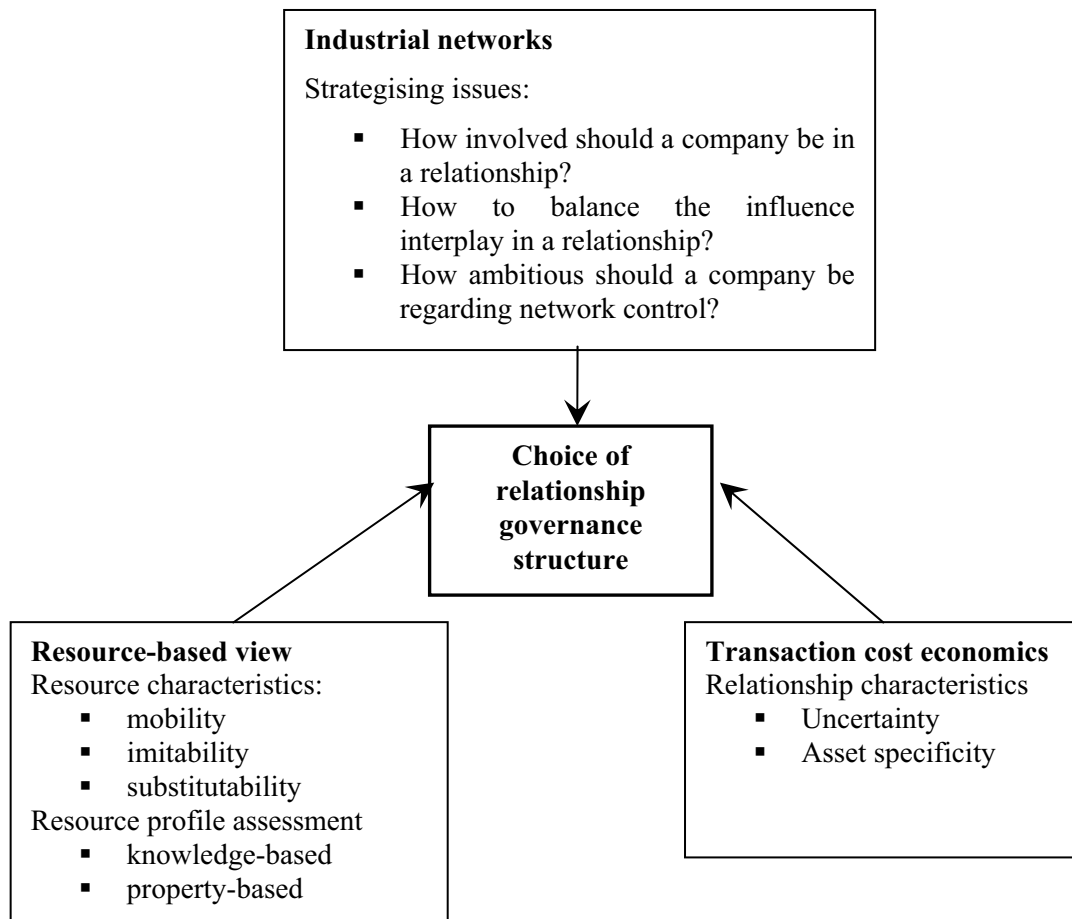 Industrial networks
Strategising issues:
▪ How involved should a company be in
a relationship?
▪ How to balance the influence
interplay in a relationship?
▪ How ambitious should a company be
regarding network control?
Choice of
relationship
governance
structure
Resource-based view
Resource characteristics:
▪ mobility
▪ imitability
▪ substitutability
Resource profile assessment
▪ knowledge-based
▪ property-based
Transaction cost economics
Relationship characteristics
▪ Uncertainty
▪ Asset specificity